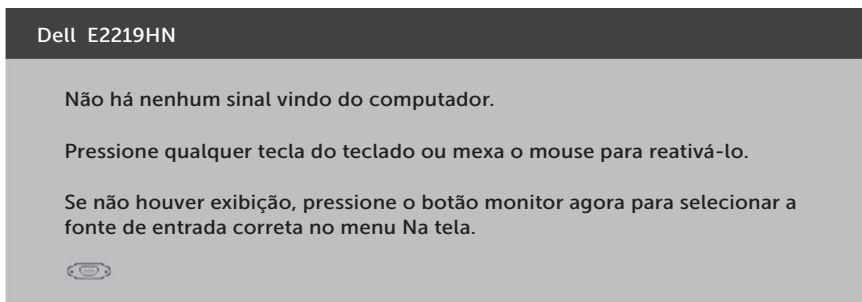 Dell E2219HN
Não há nenhum sinal vindo do computador.
Pressione qualquer tecla do teclado ou mexa o mouse para reativá-lo.
Se não houver exibição, pressione o botão monitor agora para selecionar a
fonte de entrada correta no menu Na tela.